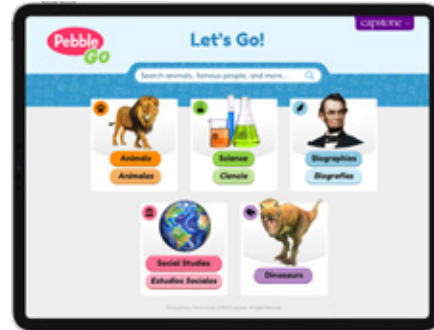 capstone
Pebble
Go
Let's Go!
Search animals, famous people, and more...
Animals
Animales
Science
Ciencia
Biographies
Biografías
Social Studies
Estudios Sociales
Dinosaurs